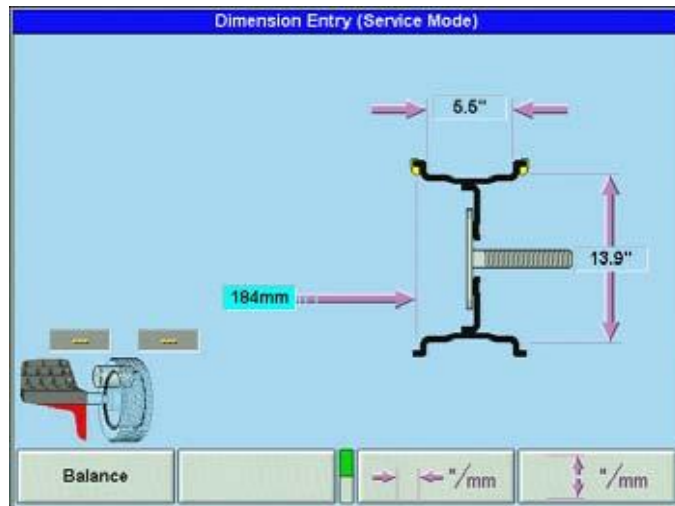 Dimension Entry (Service Mode)
5.5"
13.9"
184mm
Balance
"/mm
"/mm